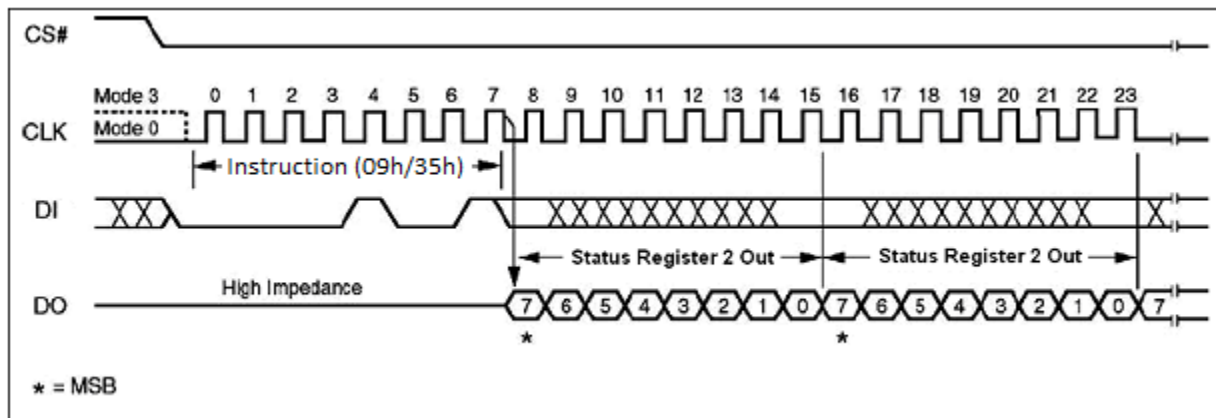 CS#
Mode 3 0 1 2 3 4 5 6 7 8 9 10 11 12 13 14 15 16 17 18 19 20 21 22 23
CLK Mode 0
Instruction (09h/35h)
DI
Status Register 2 Out Status Register 2 Out
High Impedance
DO 7 6 5 4 3 2 1 0 7 6 5 4 3 2 1 0 7
* *
* = MSB